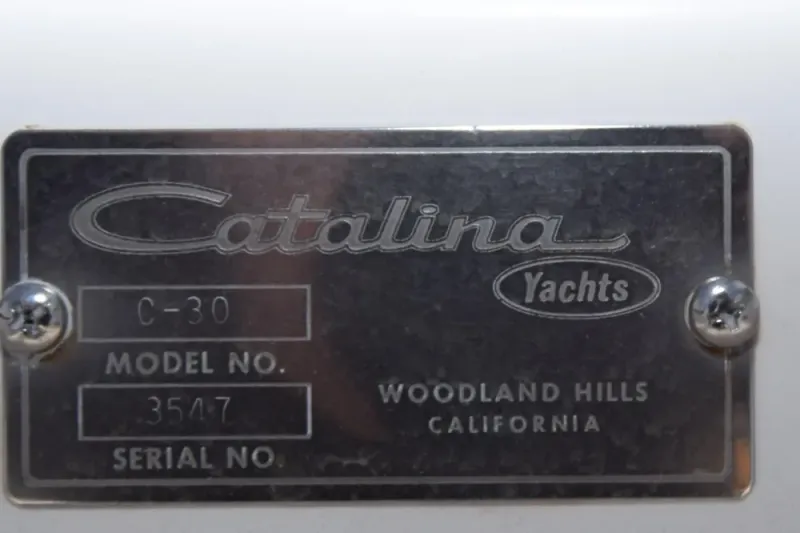 Catalina
Yachts
C-30
MODEL NO.
3547
SERIAL NO.
WOODLAND HILLS
CALIFORNIA